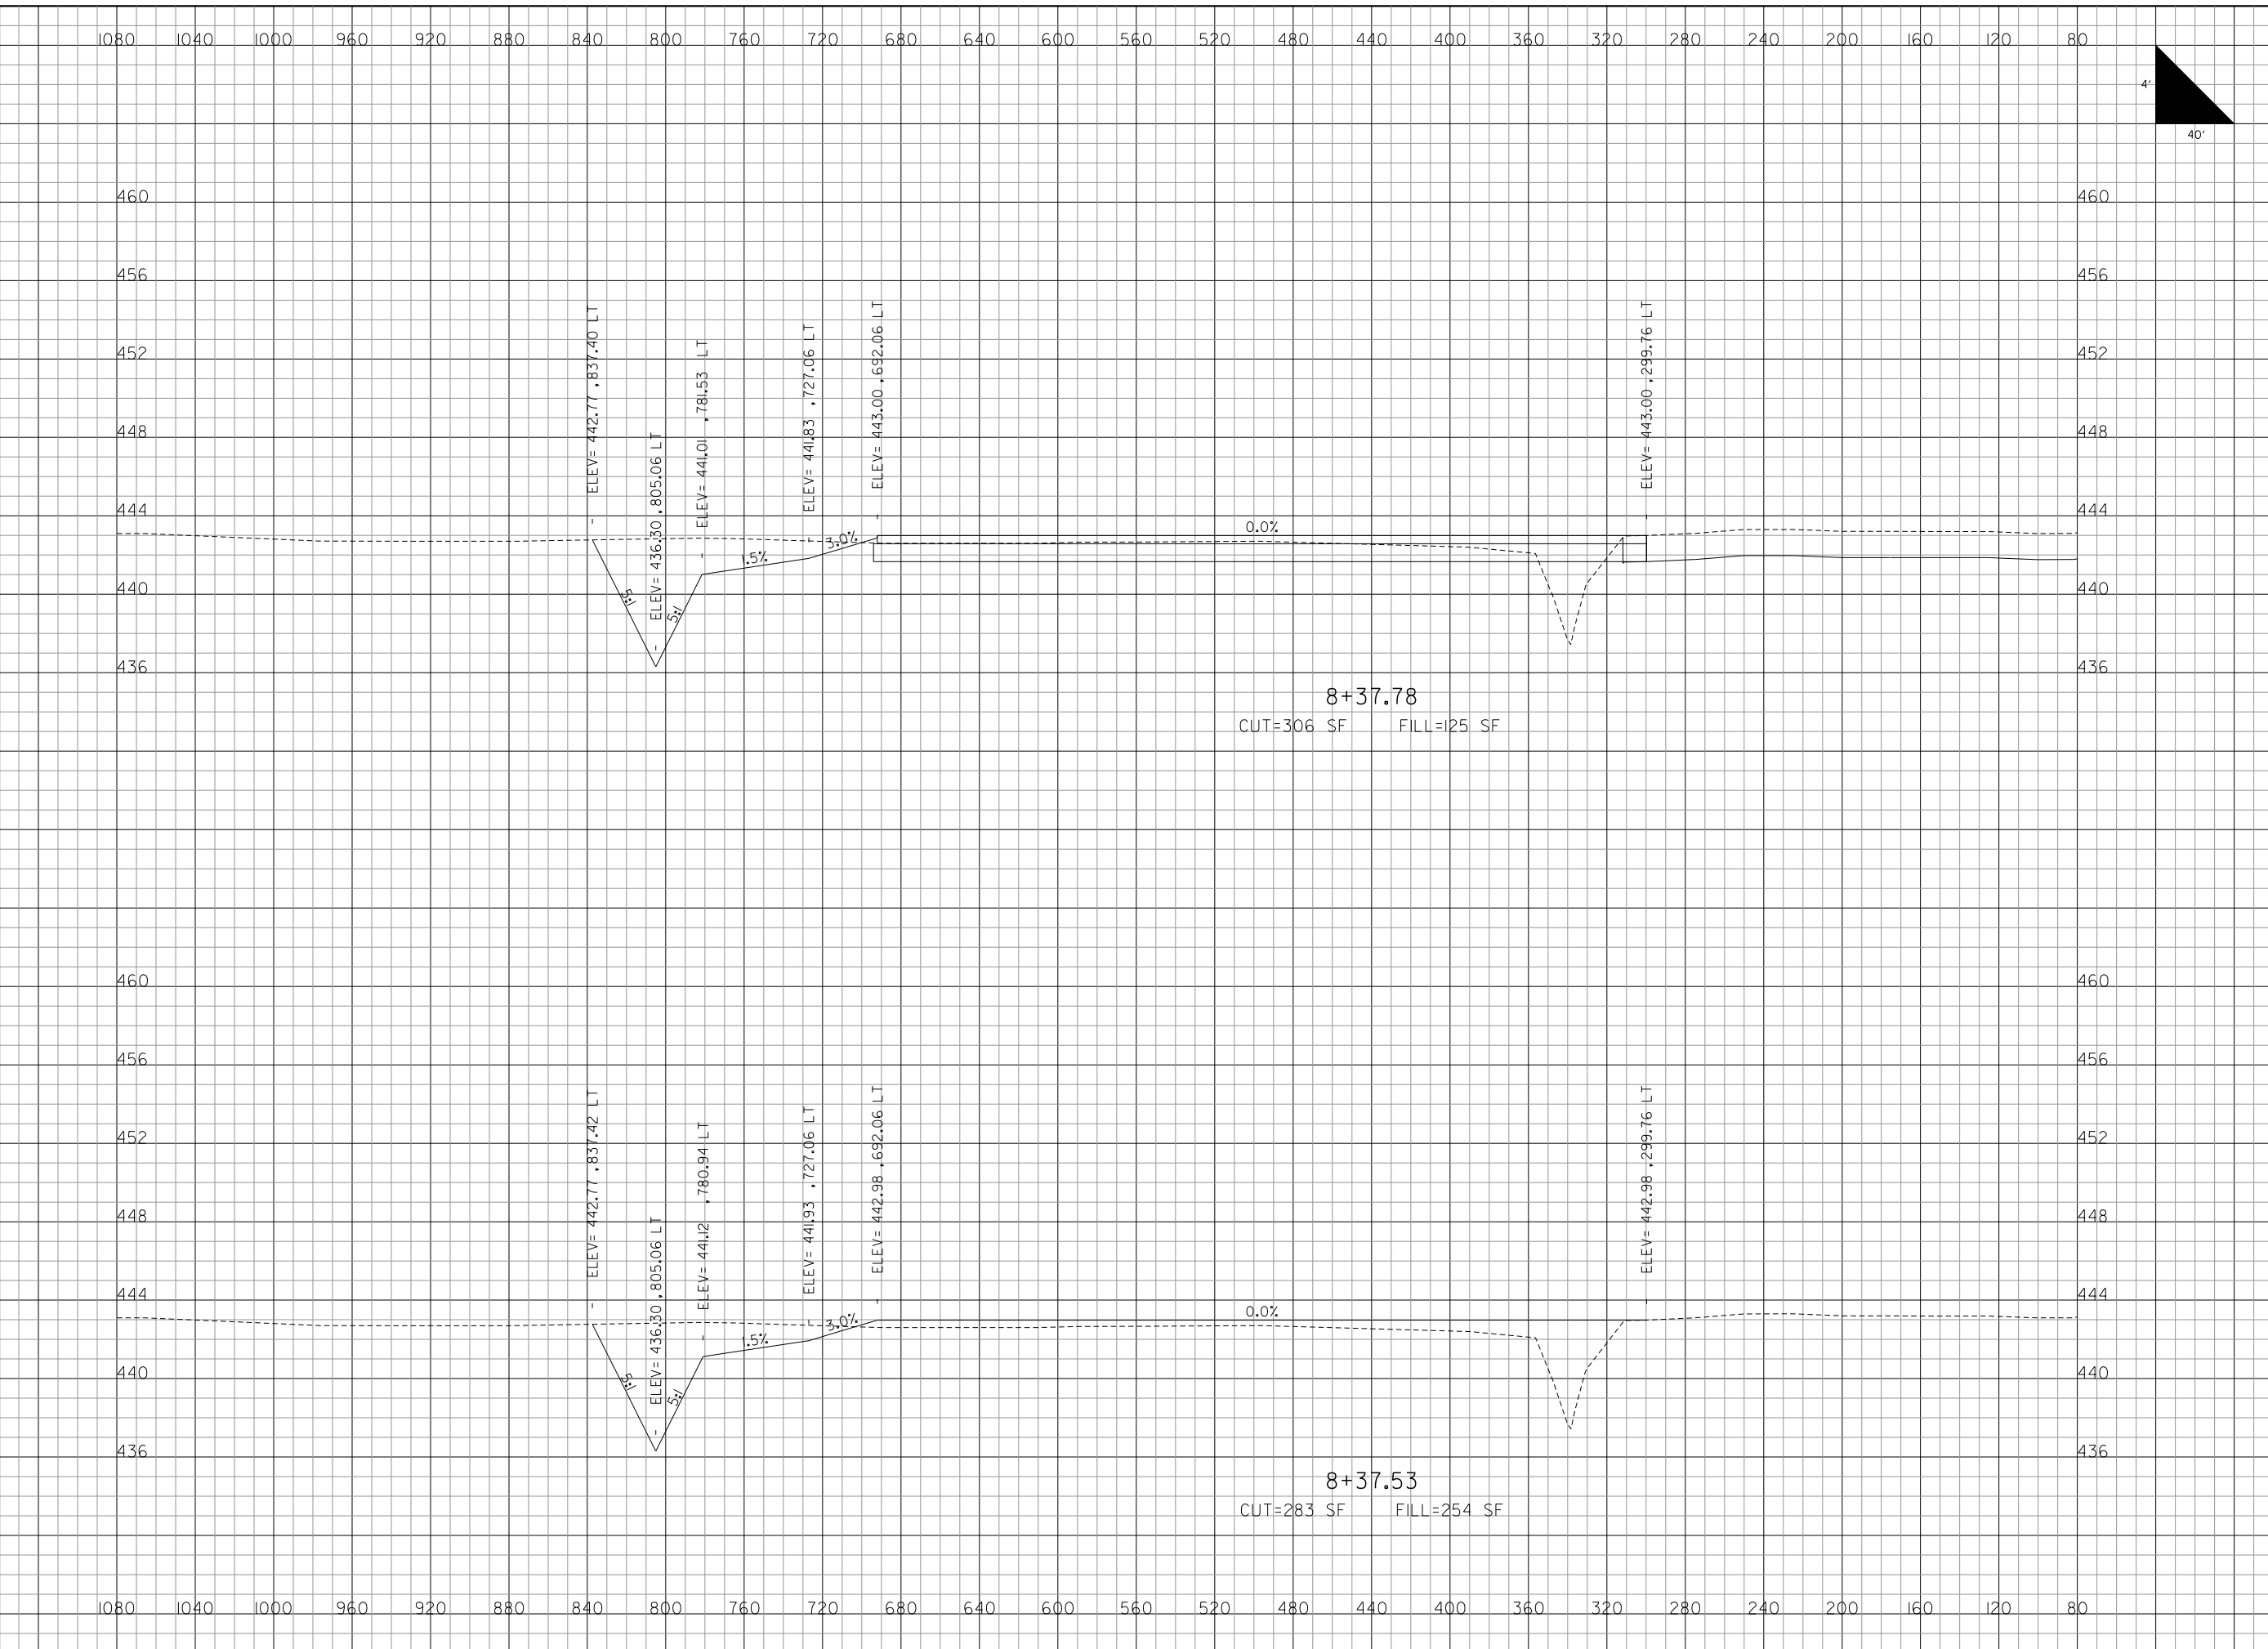 1080 1040 1000 960 920 880 840 800 760 720 680 640 600 560 520 480 440 400 360 320 280 240 200 160 120 80
4'
40'
460 460
456 456
452 452
448 448
444 444
440 440
436 436
ELEV= 442.77 ,837.40 LT
ELEV= 436.30 ,805.06 LT
ELEV= 441.01 ,781.53 LT
ELEV= 441.83 ,727.06 LT
ELEV= 443.00 ,692.06 LT
ELEV= 443.00 ,299.76 LT
5:1
5:1
1.5%
3.0%
0.0%
8+37.78
CUT=306 SF FILL=125 SF
460 460
456 456
452 452
448 448
444 444
440 440
436 436
ELEV= 442.77 ,837.42 LT
ELEV= 436.30 ,805.06 LT
ELEV= 441.12 ,780.94 LT
ELEV= 441.93 ,727.06 LT
ELEV= 442.98 ,692.06 LT
ELEV= 442.98 ,299.76 LT
5:1
5:1
1.5%
3.0%
0.0%
8+37.53
CUT=283 SF FILL=254 SF
1080 1040 1000 960 920 880 840 800 760 720 680 640 600 560 520 480 440 400 360 320 280 240 200 160 120 80